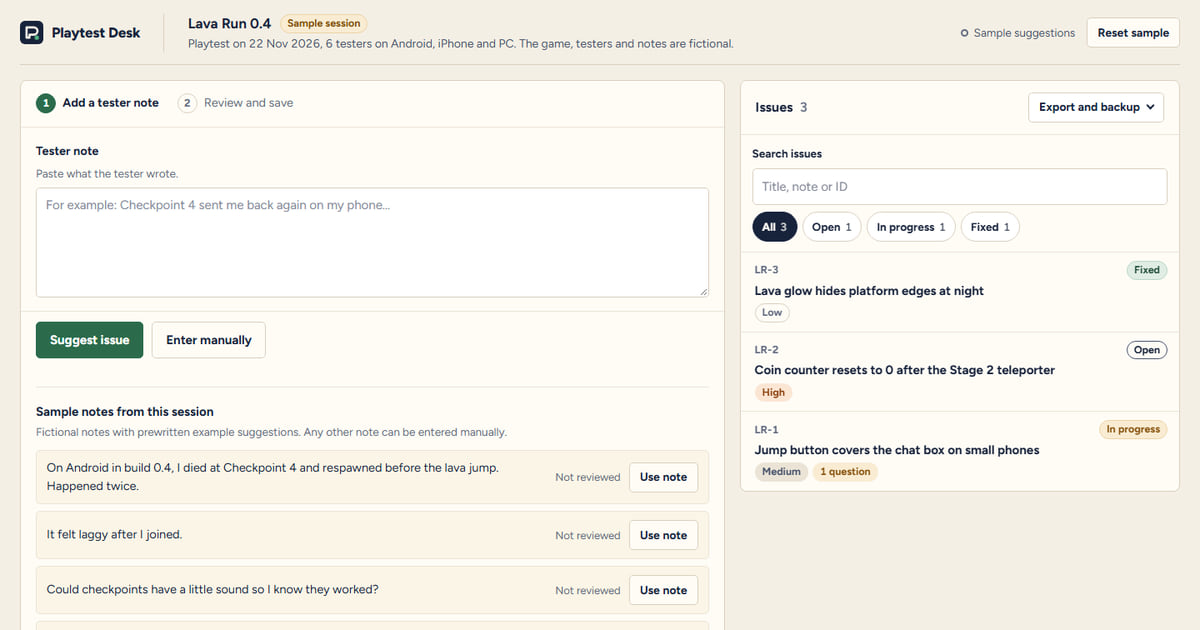 Playtest Desk
Lava Run 0.4 Sample session
Playtest on 22 Nov 2026, 6 testers on Android, iPhone and PC. The game, testers and notes are fictional.
Sample suggestions
Reset sample
1 Add a tester note
2 Review and save
Tester note
Paste what the tester wrote.
For example: Checkpoint 4 sent me back again on my phone...
Suggest issue
Enter manually
Sample notes from this session
Fictional notes with prewritten example suggestions. Any other note can be entered manually.
On Android in build 0.4, I died at Checkpoint 4 and respawned before the lava jump.
Happened twice.
Not reviewed
Use note
It felt laggy after I joined.
Not reviewed
Use note
Could checkpoints have a little sound so I know they worked?
Not reviewed
Use note
Issues 3
Export and backup
Search issues
Title, note or ID
All 3
Open 1
In progress 1
Fixed 1
LR-3
Fixed
Lava glow hides platform edges at night
Low
LR-2
Open
Coin counter resets to 0 after the Stage 2 teleporter
High
LR-1
In progress
Jump button covers the chat box on small phones
Medium
1 question